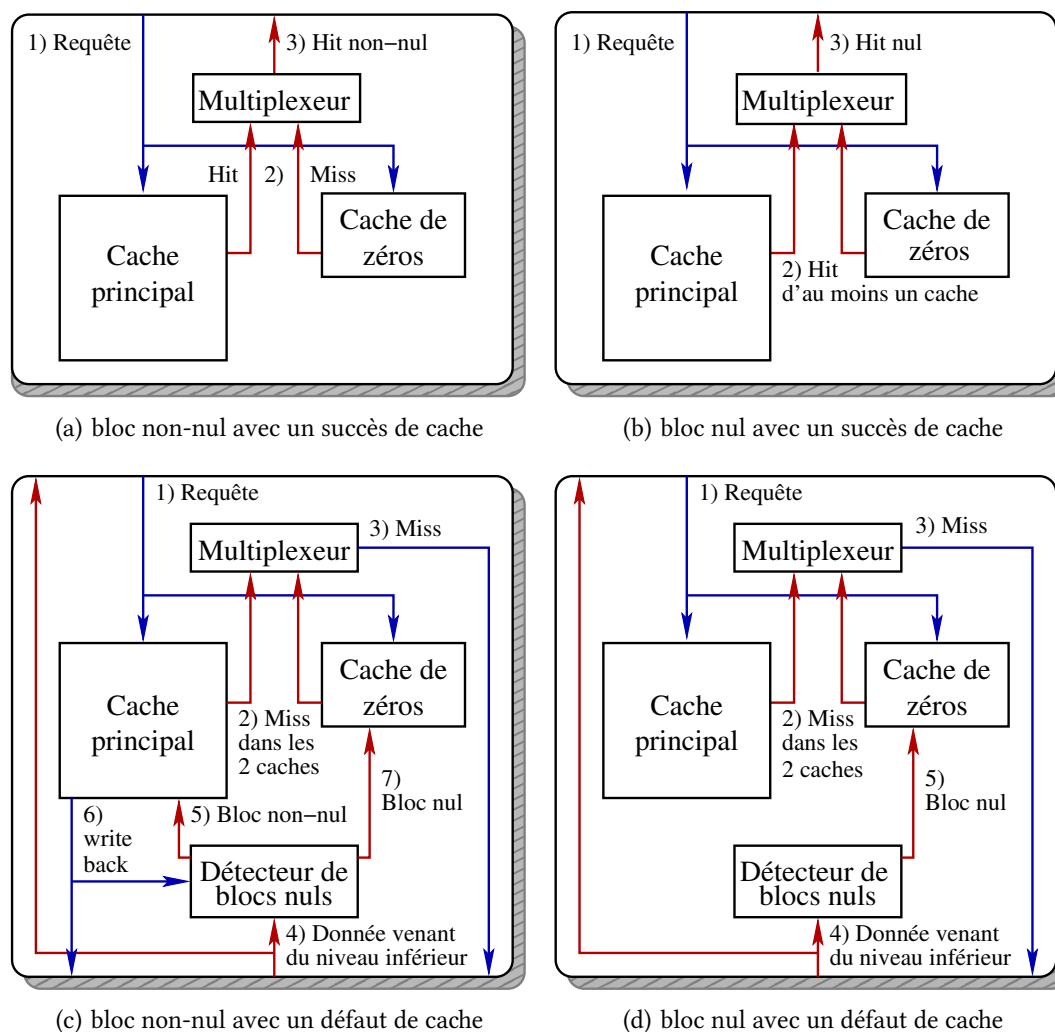 1) Requête
3) Hit non-nul
Multiplexeur
Hit
2)
Miss
Cache
principal
Cache de
zéros
(a) bloc non-nul avec un succès de cache
1) Requête
3) Hit nul
Multiplexeur
Cache
principal
Cache de
zéros
2) Hit
d'au moins un cache
(b) bloc nul avec un succès de cache
1) Requête
3) Miss
Multiplexeur
Cache
principal
Cache de
zéros
2) Miss
dans les
2 caches
7)
Bloc nul
6)
write
back
5) Bloc non-nul
Détecteur de
blocs nuls
4) Donnée venant
du niveau inférieur
(c) bloc non-nul avec un défaut de cache
1) Requête
3) Miss
Multiplexeur
Cache
principal
Cache de
zéros
2) Miss
dans les
2 caches
5)
Bloc nul
Détecteur de
blocs nuls
4) Donnée venant
du niveau inférieur
(d) bloc nul avec un défaut de cache